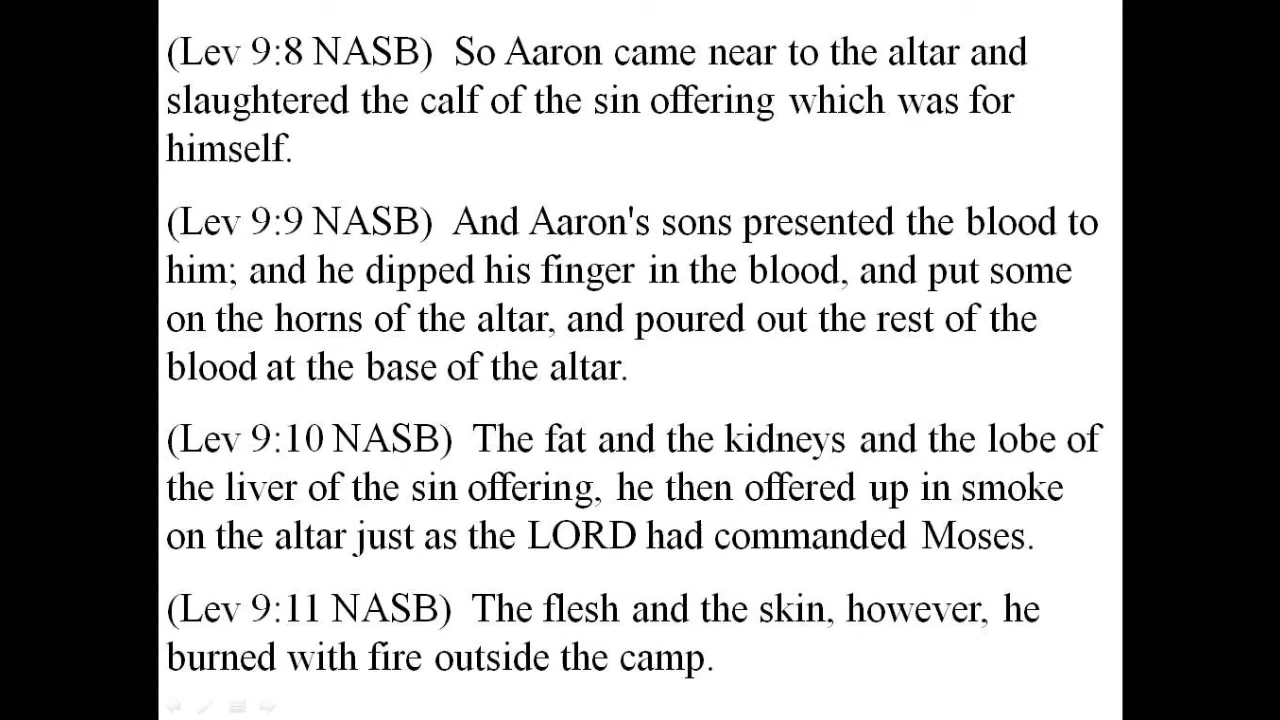 (Lev 9:8 NASB)  So Aaron came near to the altar and
slaughtered the calf of the sin offering which was for
himself.
(Lev 9:9 NASB)  And Aaron's sons presented the blood to
him; and he dipped his finger in the blood, and put some
on the horns of the altar, and poured out the rest of the
blood at the base of the altar.
(Lev 9:10 NASB)  The fat and the kidneys and the lobe of
the liver of the sin offering, he then offered up in smoke
on the altar just as the LORD had commanded Moses.
(Lev 9:11 NASB)  The flesh and the skin, however, he
burned with fire outside the camp.